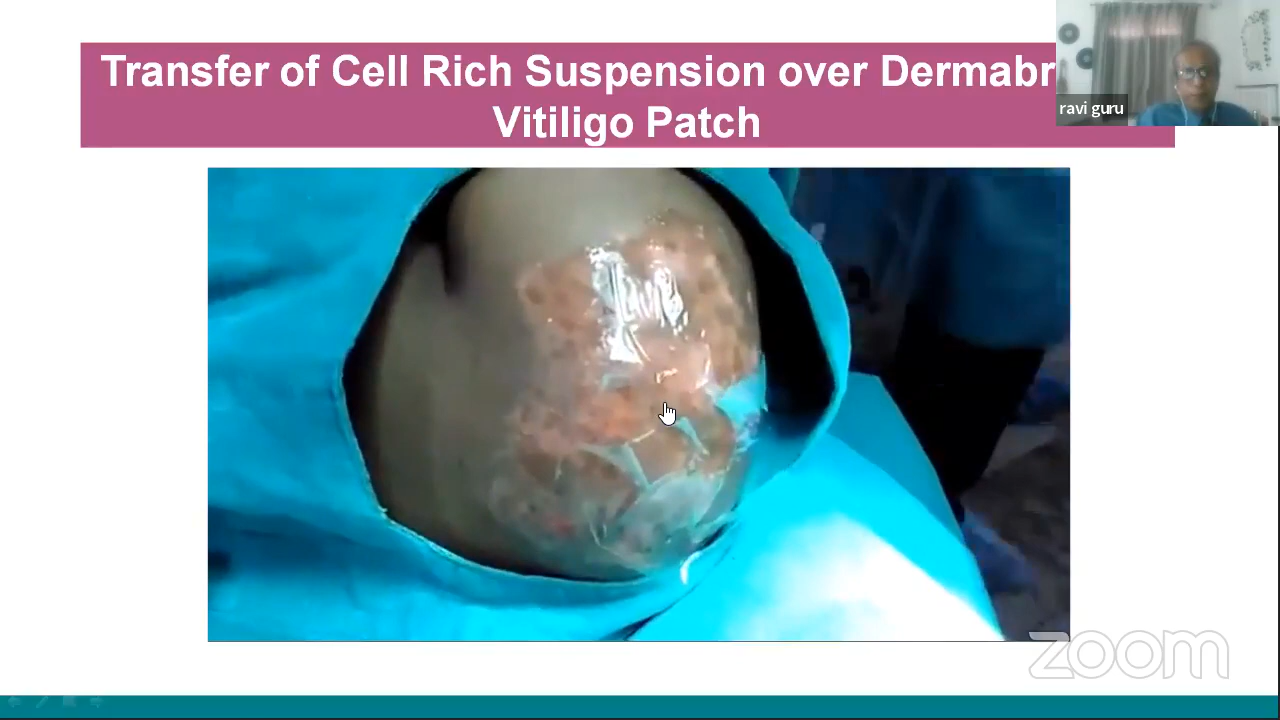 Transfer of Cell Rich Suspension over Dermabr
Vitiligo Patch
ravi guru
zoom